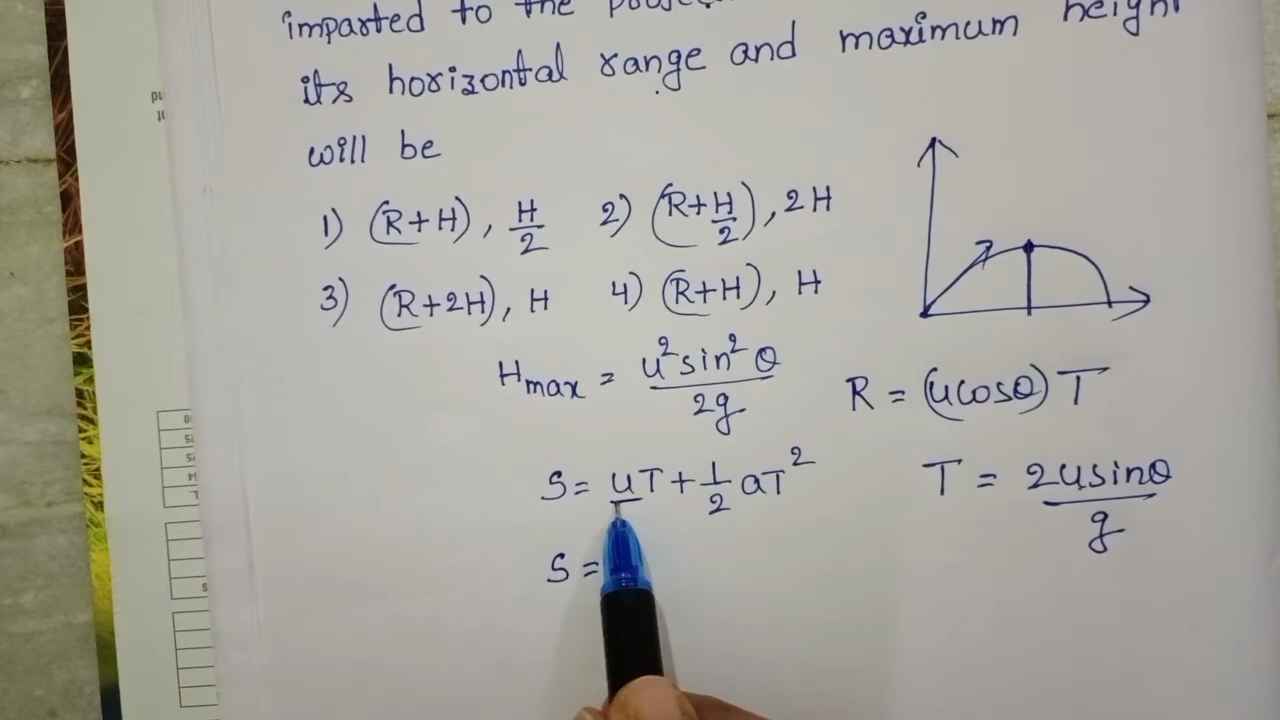 imparted to the
its horizontal range and maximum height
will be
1) (R+H), H/2 2) (R+H/2), 2H
3) (R+2H), H 4) (R+H), H
Hmax = u²sin²θ/2g R = (ucosθ)T
S = uT + 1/2 aT² T = 2usinθ/g
S =